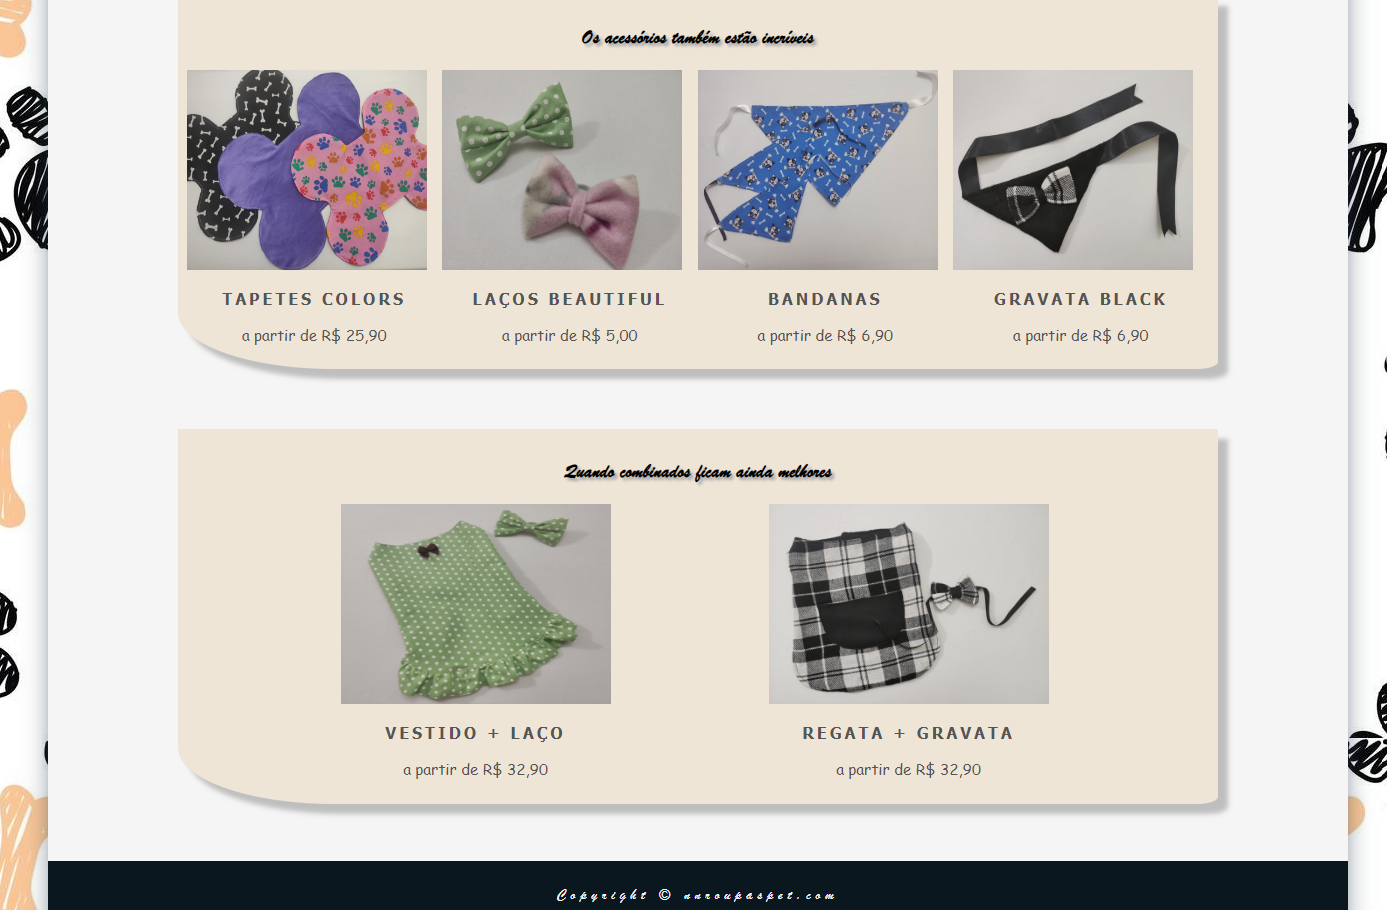 Os acessórios também estão incríveis
TAPETES COLORS
LAÇOS BEAUTIFUL
BANDANAS
GRAVATA BLACK
a partir de R$ 25,90
a partir de R$ 5,00
a partir de R$ 6,90
a partir de R$ 6,90
Quando combinados ficam ainda melhores
VESTIDO + LAÇO
REGATA + GRAVATA
a partir de R$ 32,90
a partir de R$ 32,90
Copyright © nnroupaspet.com